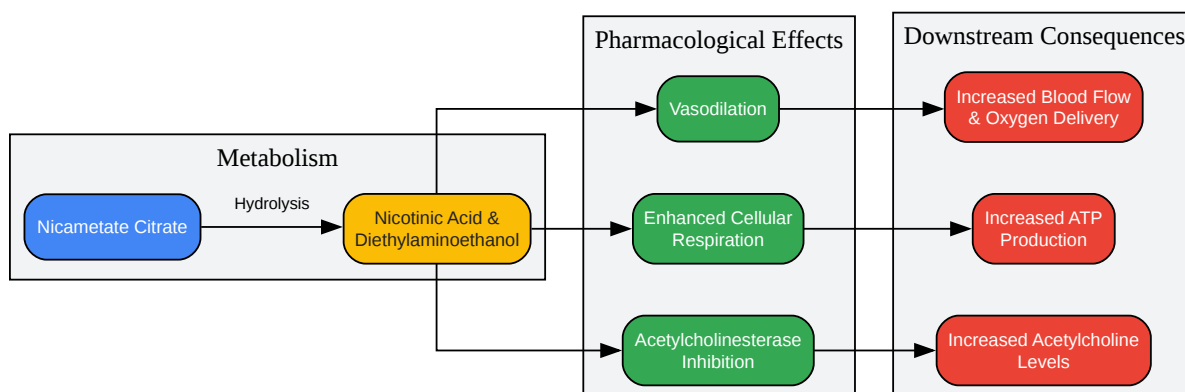 Pharmacological Effects
Downstream Consequences
Vasodilation
Increased Blood Flow
& Oxygen Delivery
Metabolism
Nicametate Citrate
Hydrolysis
Nicotinic Acid &
Diethylaminoethanol
Enhanced Cellular
Respiration
Increased ATP
Production
Acetylcholinesterase
Inhibition
Increased Acetylcholine
Levels